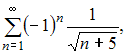 ∞
∑ (−1)ⁿ 1/√(n + 5),
n=1